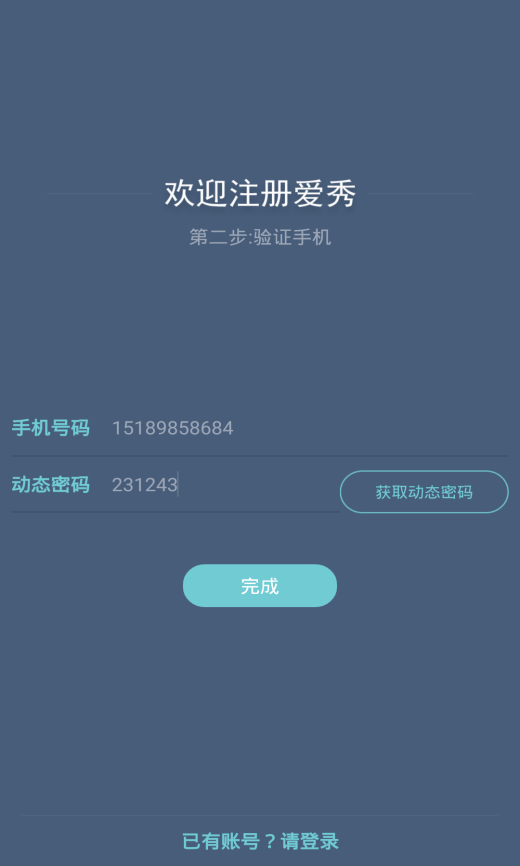 欢迎注册爱秀
第二步:验证手机
手机号码 15189858684
动态密码 231243 获取动态密码
完成
已有账号？请登录